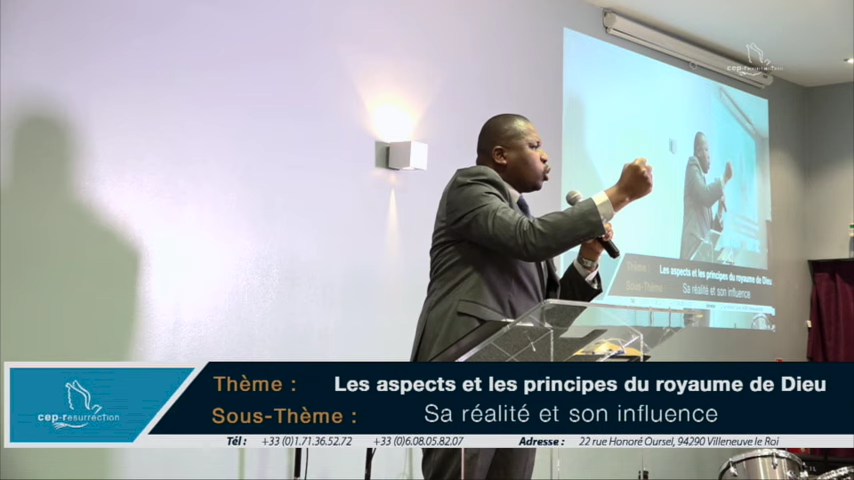 cep-resurrection
Thème :
Les aspects et les principes du royaume de Dieu
Sous-Thème :
Sa réalité et son influence
Thème : Les aspects et les principes du royaume de Dieu
cep-resurrection
Sous-Thème : Sa réalité et son influence
Tél : +33 (0)1.71.36.52.72 +33 (0)6.08.05.82.07 Adresse : 22 rue Honoré Oursel, 94290 Villeneuve le Roi